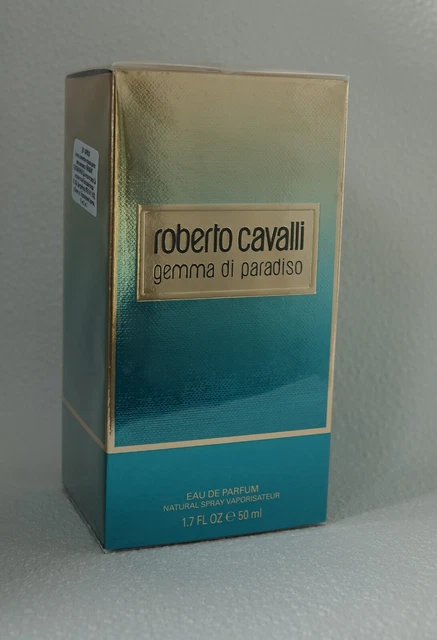 roberto cavalli
gemma di paradiso
EAU DE PARFUM
NATURAL SPRAY VAPORISATEUR
1.7 FL OZ ℮ 50 ml